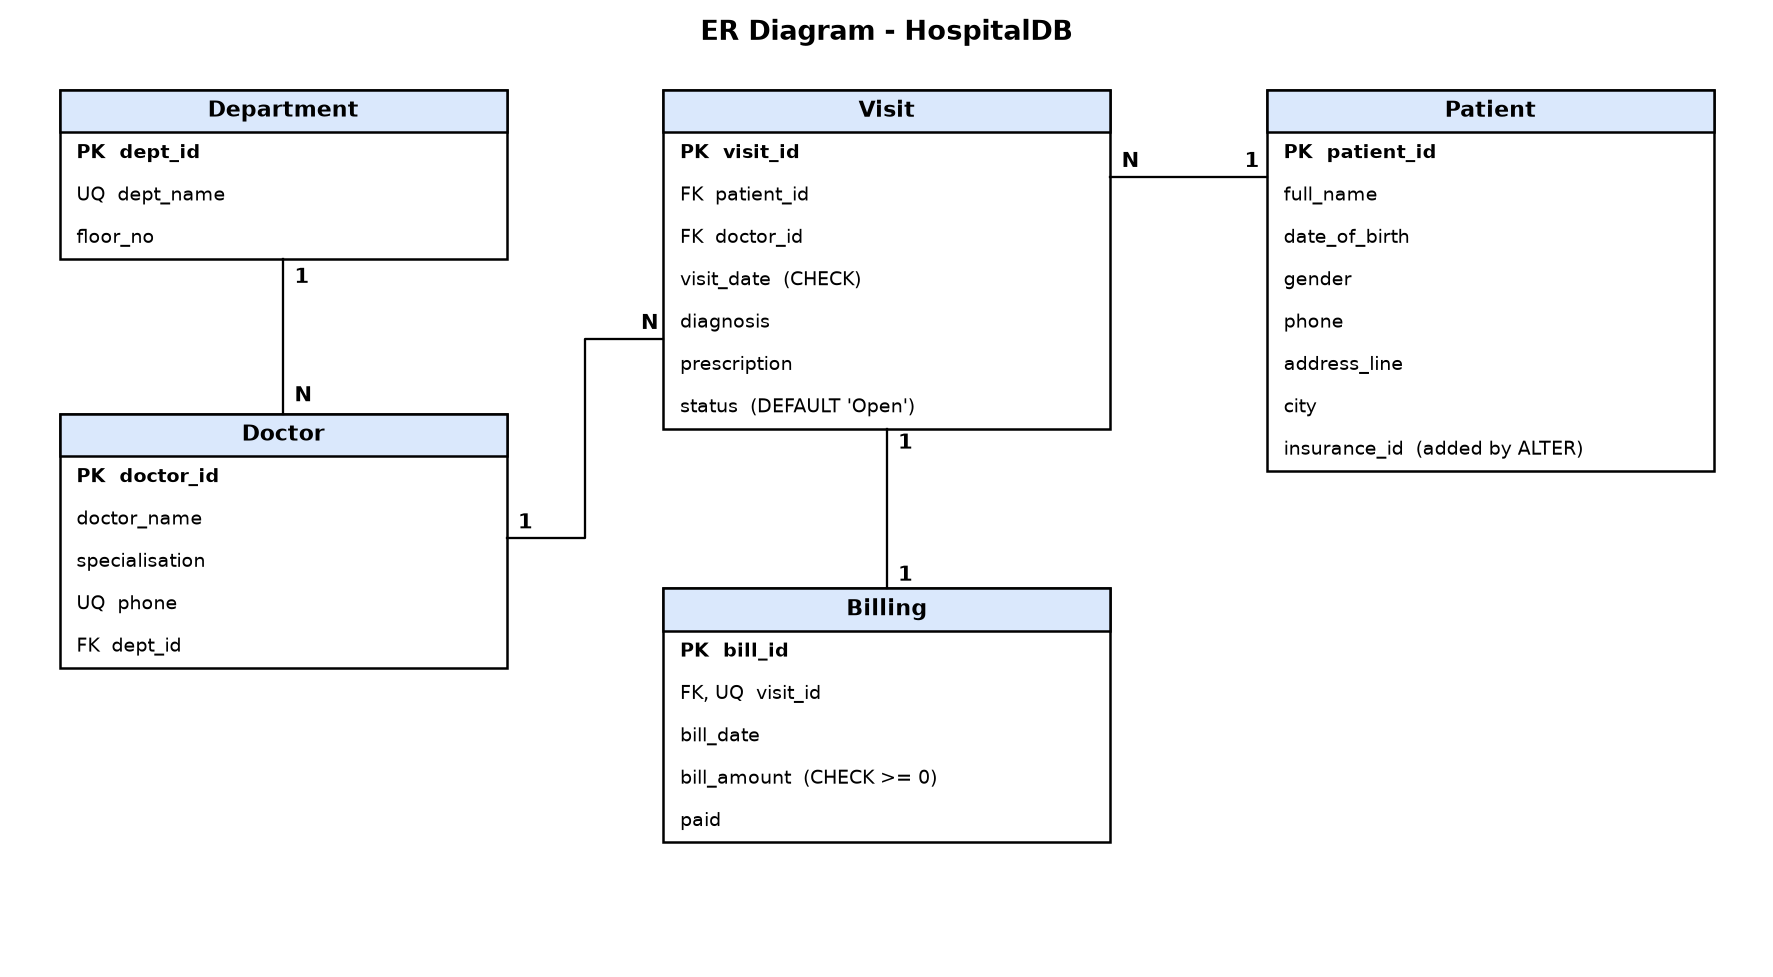 ER Diagram - HospitalDB
Department
PK  dept_id
UQ  dept_name
floor_no
1
N
Doctor
PK  doctor_id
doctor_name
specialisation
UQ  phone
FK  dept_id
1
N
Visit
PK  visit_id
FK  patient_id
FK  doctor_id
visit_date  (CHECK)
diagnosis
prescription
status  (DEFAULT 'Open')
1
1
Billing
PK  bill_id
FK, UQ  visit_id
bill_date
bill_amount  (CHECK >= 0)
paid
N
1
Patient
PK  patient_id
full_name
date_of_birth
gender
phone
address_line
city
insurance_id  (added by ALTER)